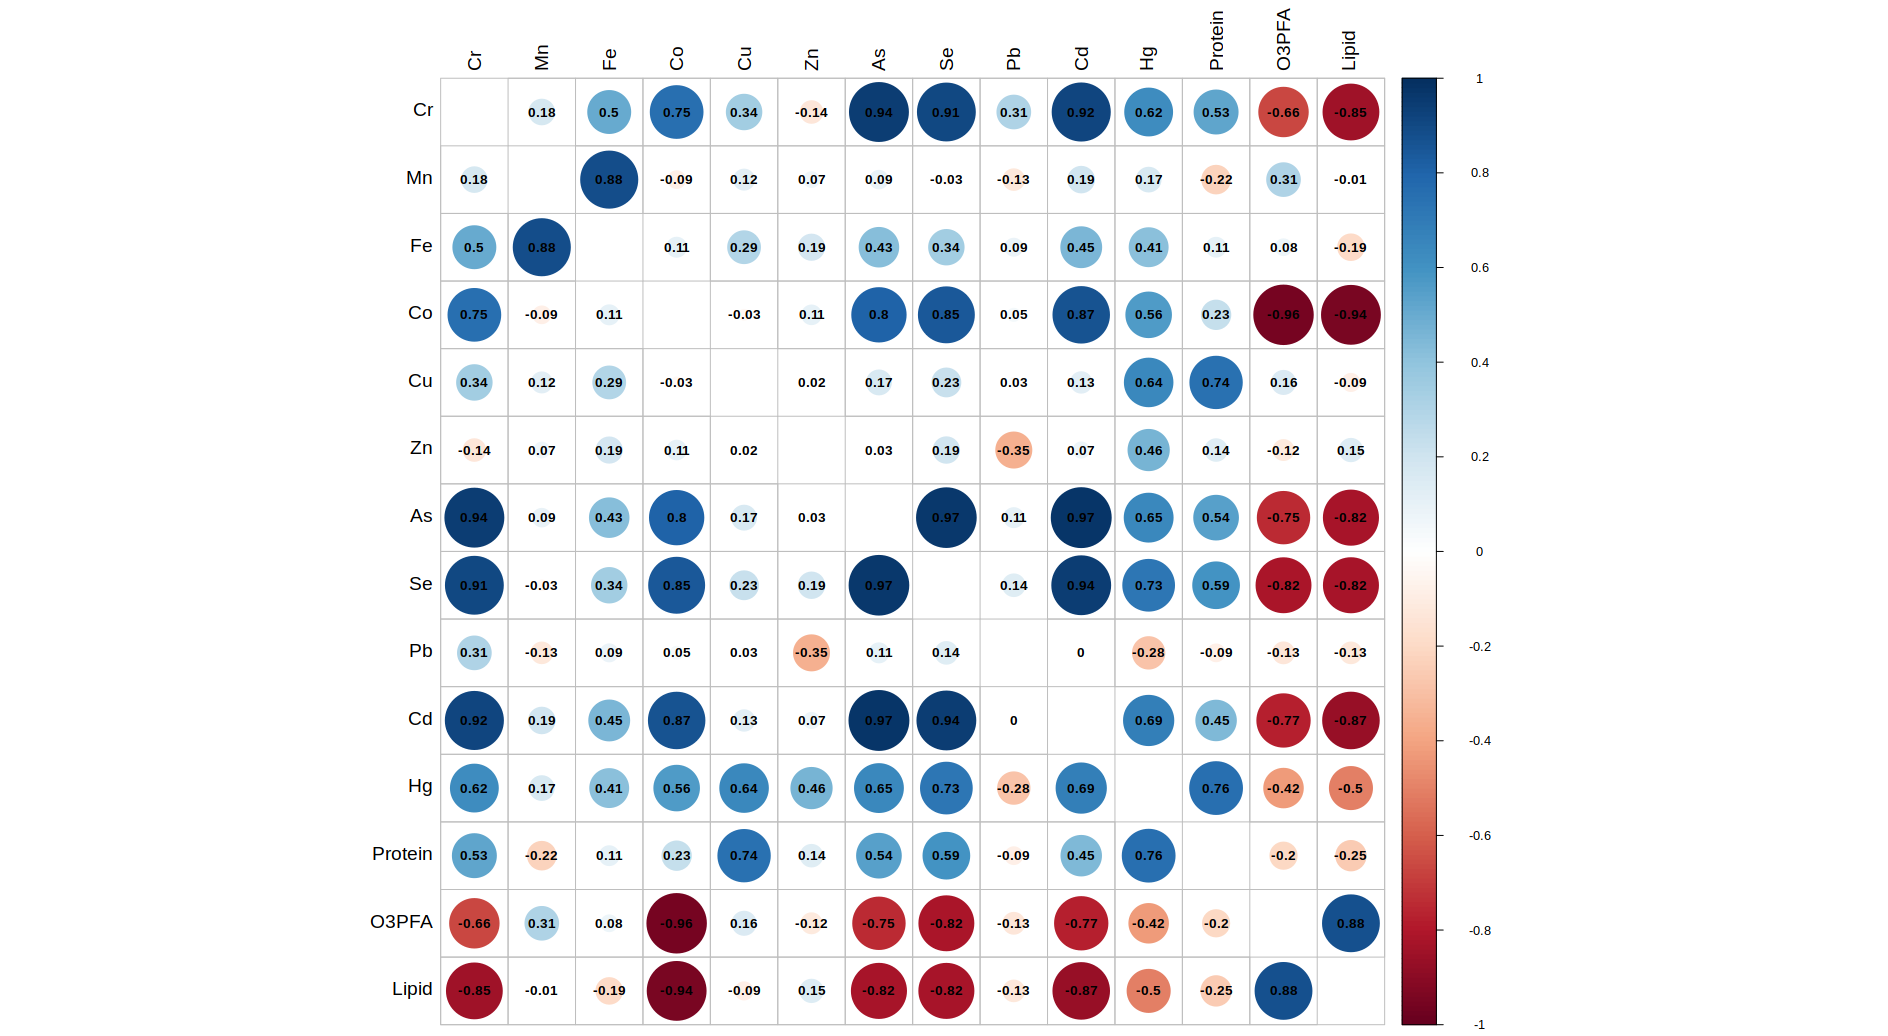 Cr Mn Fe Co Cu Zn As Se Pb Cd Hg Protein O3PFA Lipid
Cr 0.18 0.5 0.75 0.34 -0.14 0.94 0.91 0.31 0.92 0.62 0.53 -0.66 -0.85
Mn 0.18 0.88 -0.09 0.12 0.07 0.09 -0.03 -0.13 0.19 0.17 -0.22 0.31 -0.01
Fe 0.5 0.88 0.11 0.29 0.19 0.43 0.34 0.09 0.45 0.41 0.11 0.08 -0.19
Co 0.75 -0.09 0.11 -0.03 0.11 0.8 0.85 0.05 0.87 0.56 0.23 -0.96 -0.94
Cu 0.34 0.12 0.29 -0.03 0.02 0.17 0.23 0.03 0.13 0.64 0.74 0.16 -0.09
Zn -0.14 0.07 0.19 0.11 0.02 0.03 0.19 -0.35 0.07 0.46 0.14 -0.12 0.15
As 0.94 0.09 0.43 0.8 0.17 0.03 0.97 0.11 0.97 0.65 0.54 -0.75 -0.82
Se 0.91 -0.03 0.34 0.85 0.23 0.19 0.97 0.14 0.94 0.73 0.59 -0.82 -0.82
Pb 0.31 -0.13 0.09 0.05 0.03 -0.35 0.11 0.14 0 -0.28 -0.09 -0.13 -0.13
Cd 0.92 0.19 0.45 0.87 0.13 0.07 0.97 0.94 0 0.69 0.45 -0.77 -0.87
Hg 0.62 0.17 0.41 0.56 0.64 0.46 0.65 0.73 -0.28 0.69 0.76 -0.42 -0.5
Protein 0.53 -0.22 0.11 0.23 0.74 0.14 0.54 0.59 -0.09 0.45 0.76 -0.2 -0.25
O3PFA -0.66 0.31 0.08 -0.96 0.16 -0.12 -0.75 -0.82 -0.13 -0.77 -0.42 -0.2 0.88
Lipid -0.85 -0.01 -0.19 -0.94 -0.09 0.15 -0.82 -0.82 -0.13 -0.87 -0.5 -0.25 0.88
1
0.8
0.6
0.4
0.2
0
-0.2
-0.4
-0.6
-0.8
-1